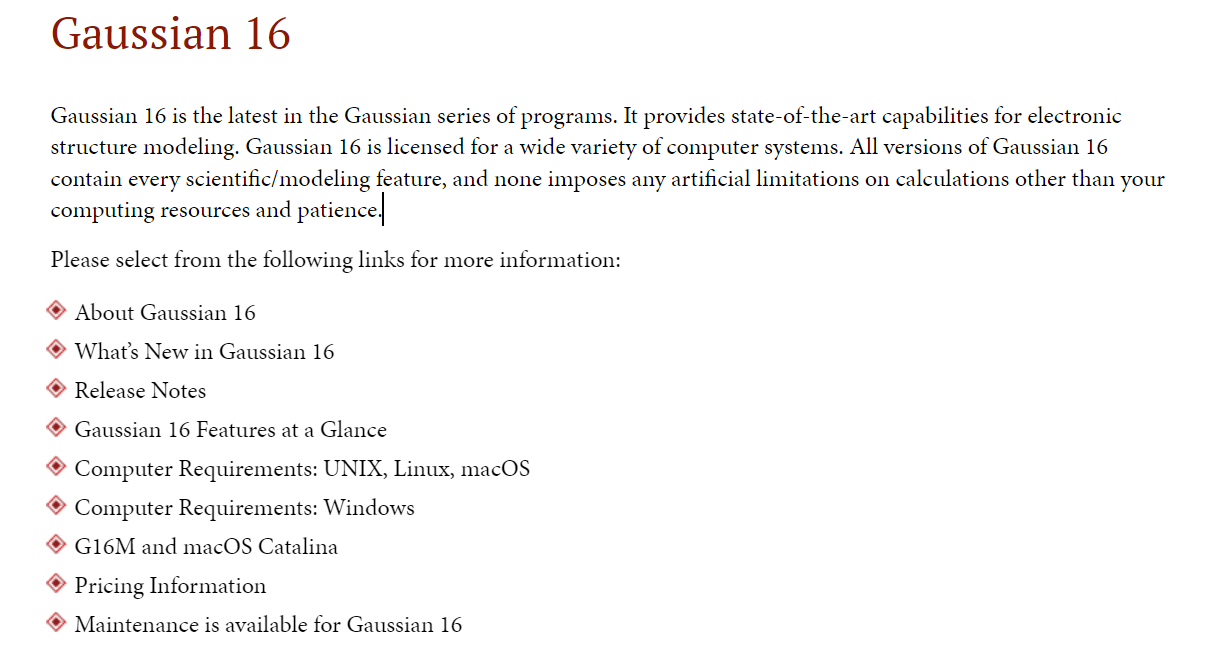 Gaussian 16
Gaussian 16 is the latest in the Gaussian series of programs. It provides state-of-the-art capabilities for electronic
structure modeling. Gaussian 16 is licensed for a wide variety of computer systems. All versions of Gaussian 16
contain every scientific/modeling feature, and none imposes any artificial limitations on calculations other than your
computing resources and patience.
Please select from the following links for more information:
About Gaussian 16
What’s New in Gaussian 16
Release Notes
Gaussian 16 Features at a Glance
Computer Requirements: UNIX, Linux, macOS
Computer Requirements: Windows
G16M and macOS Catalina
Pricing Information
Maintenance is available for Gaussian 16